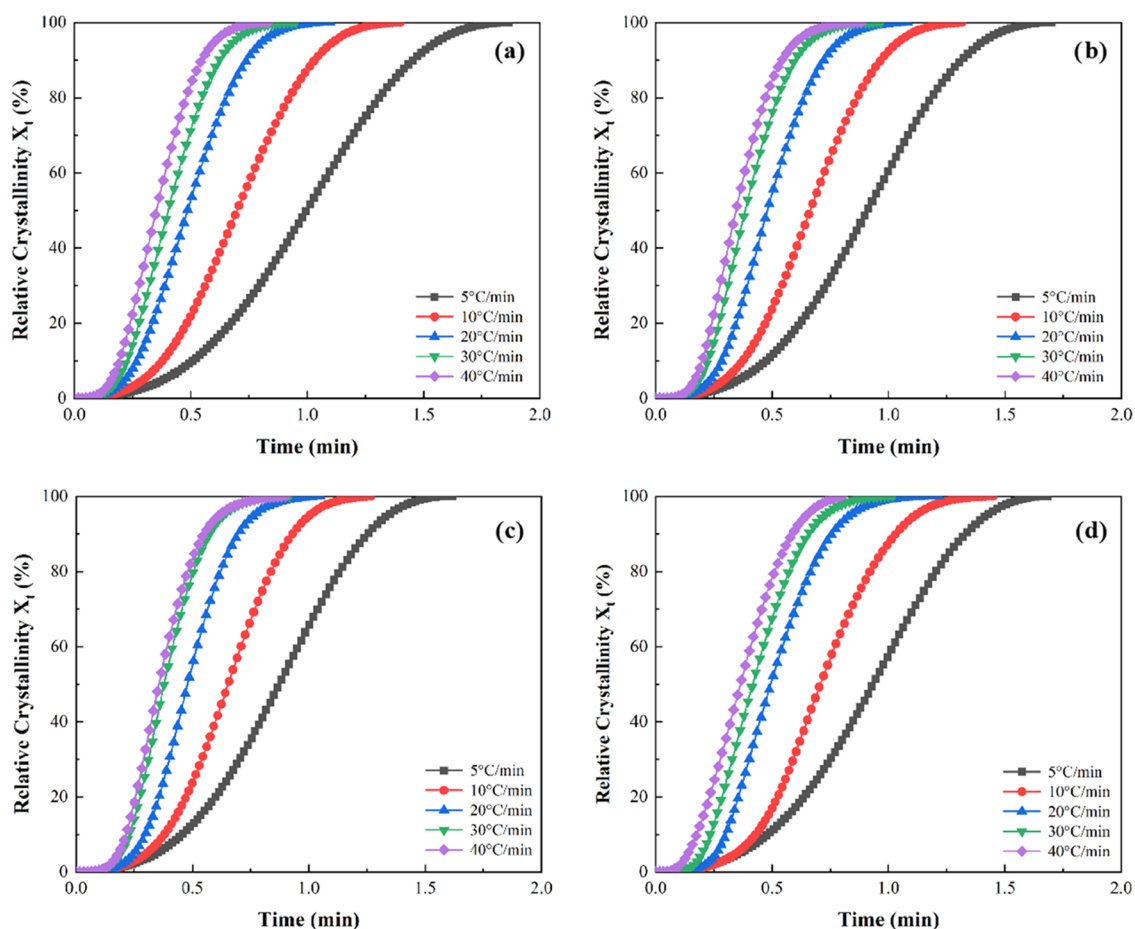 (a)
Relative Crystallinity Xt (%)
100
80
60
40
20
0
5°C/min
10°C/min
20°C/min
30°C/min
40°C/min
0.0 0.5 1.0 1.5 2.0
Time (min)
(b)
Relative Crystallinity Xt (%)
100
80
60
40
20
0
5°C/min
10°C/min
20°C/min
30°C/min
40°C/min
0.0 0.5 1.0 1.5 2.0
Time (min)
(c)
Relative Crystallinity Xt (%)
100
80
60
40
20
0
5°C/min
10°C/min
20°C/min
30°C/min
40°C/min
0.0 0.5 1.0 1.5 2.0
Time (min)
(d)
Relative Crystallinity Xt (%)
100
80
60
40
20
0
5°C/min
10°C/min
20°C/min
30°C/min
40°C/min
0.0 0.5 1.0 1.5 2.0
Time (min)